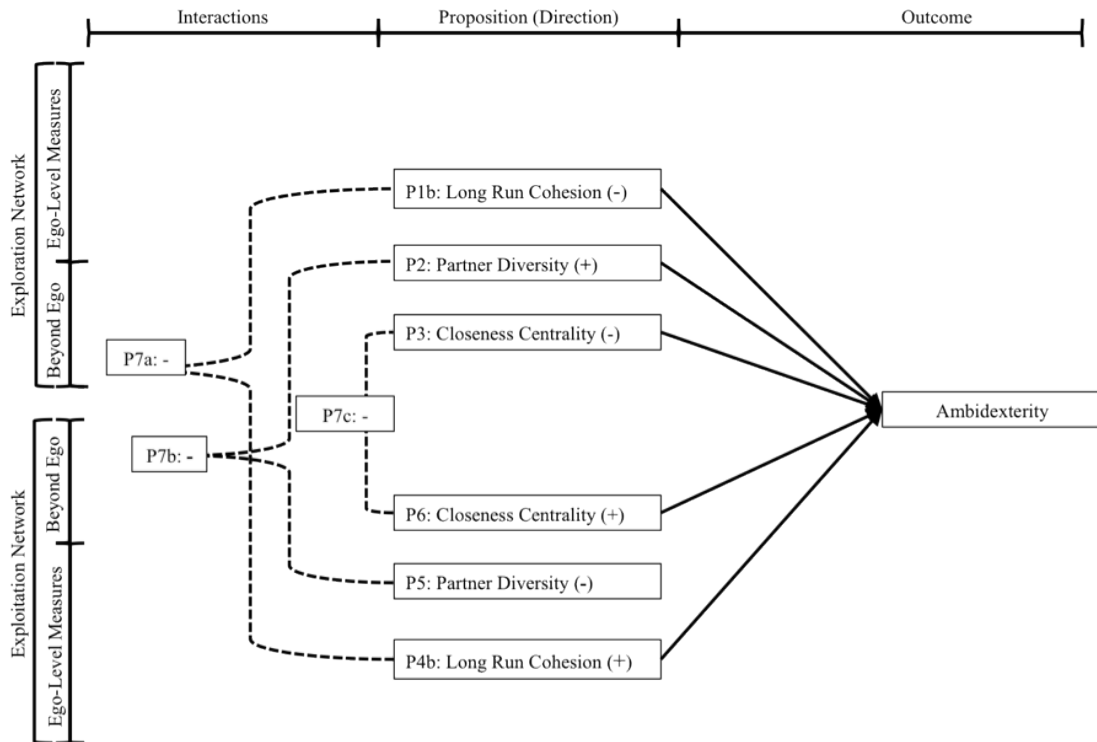 Interactions
Proposition (Direction)
Outcome
Exploration Network
Ego-Level Measures
Beyond Ego
Exploitation Network
Beyond Ego
Ego-Level Measures
P7a: -
P7b: -
P7c: -
P1b: Long Run Cohesion (-)
P2: Partner Diversity (+)
P3: Closeness Centrality (-)
P6: Closeness Centrality (+)
P5: Partner Diversity (-)
P4b: Long Run Cohesion (+)
Ambidexterity